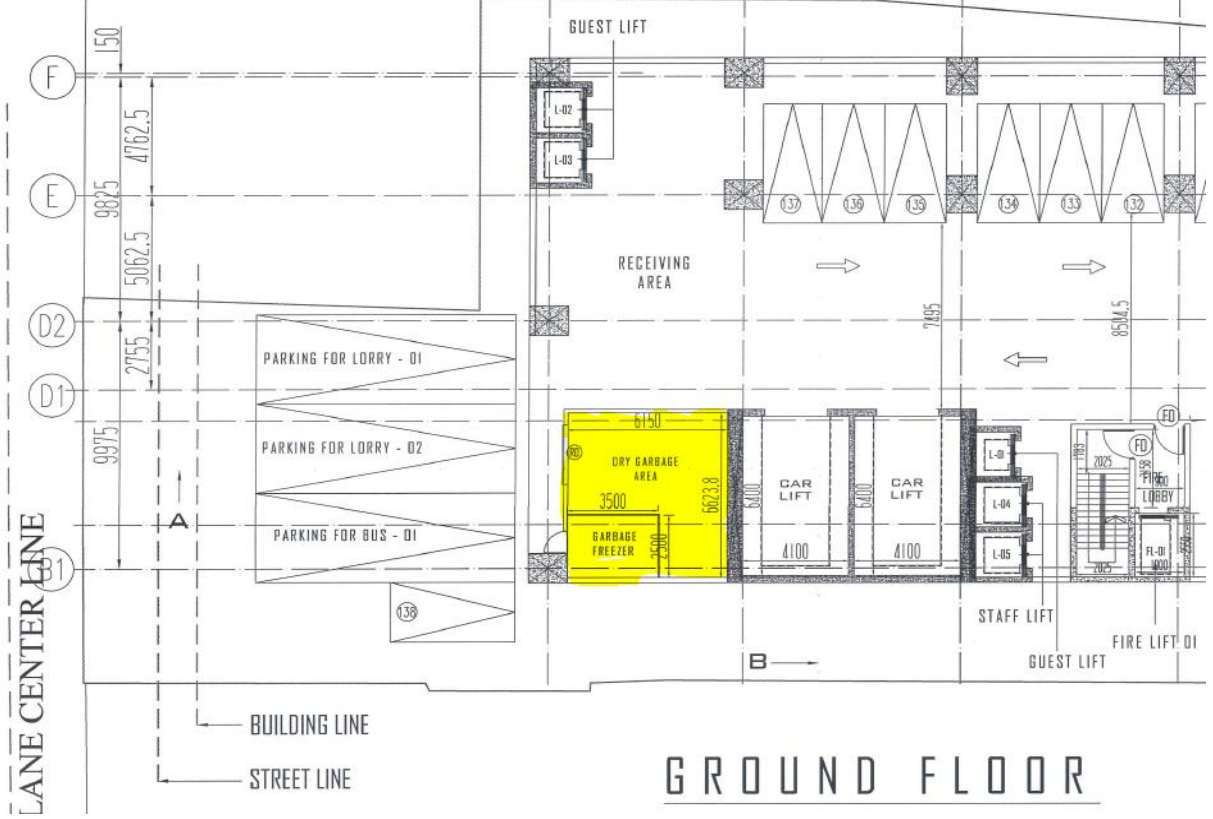 GUEST LIFT
150
F
L-02
4762.5
L-03
E
9825
137
136
135
134
133
132
5062.5
RECEIVING
AREA
7495
8504.5
D2
2755
PARKING FOR LORRY - 01
D1
6150
FD
9975
PARKING FOR LORRY - 02
DRY GARBAGE
AREA
6623.8
6400
CAR
LIFT
6400
CAR
LIFT
L-01
2025
FD
LOBBY
3500
L-04
A
PARKING FOR BUS - 01
GARBAGE
FREEZER
2500
4100
4100
L-05
FL-01
2025
138
STAFF LIFT
B
GUEST LIFT
FIRE LIFT 01
LANE CENTER LINE
BUILDING LINE
STREET LINE
GROUND FLOOR